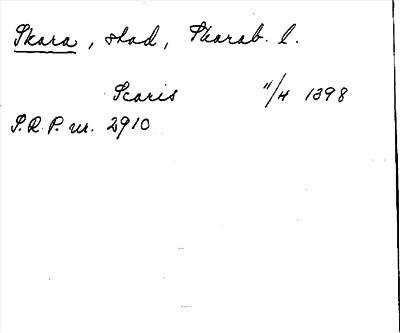 Skara, stad, Skarab. l.
Scaris 11/4 1398
S.R.P. nr. 2910